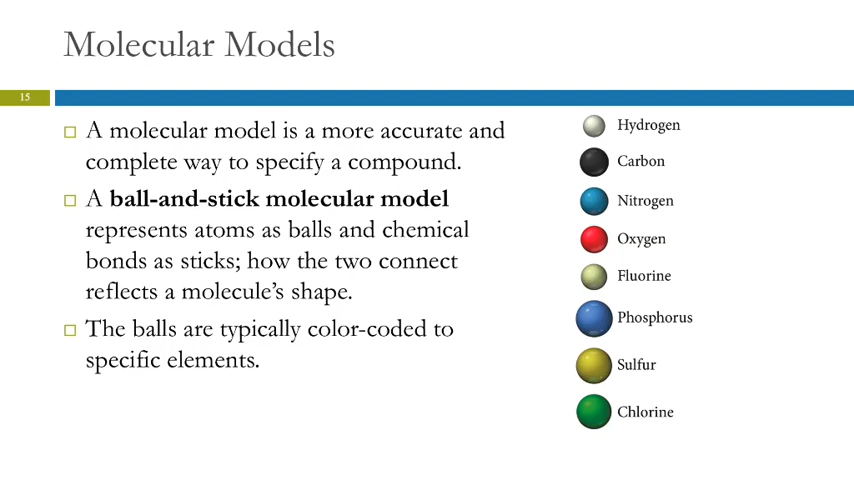 Molecular Models
15
□ A molecular model is a more accurate and
complete way to specify a compound.
□ A ball-and-stick molecular model
represents atoms as balls and chemical
bonds as sticks; how the two connect
reflects a molecule’s shape.
□ The balls are typically color-coded to
specific elements.
Hydrogen
Carbon
Nitrogen
Oxygen
Fluorine
Phosphorus
Sulfur
Chlorine